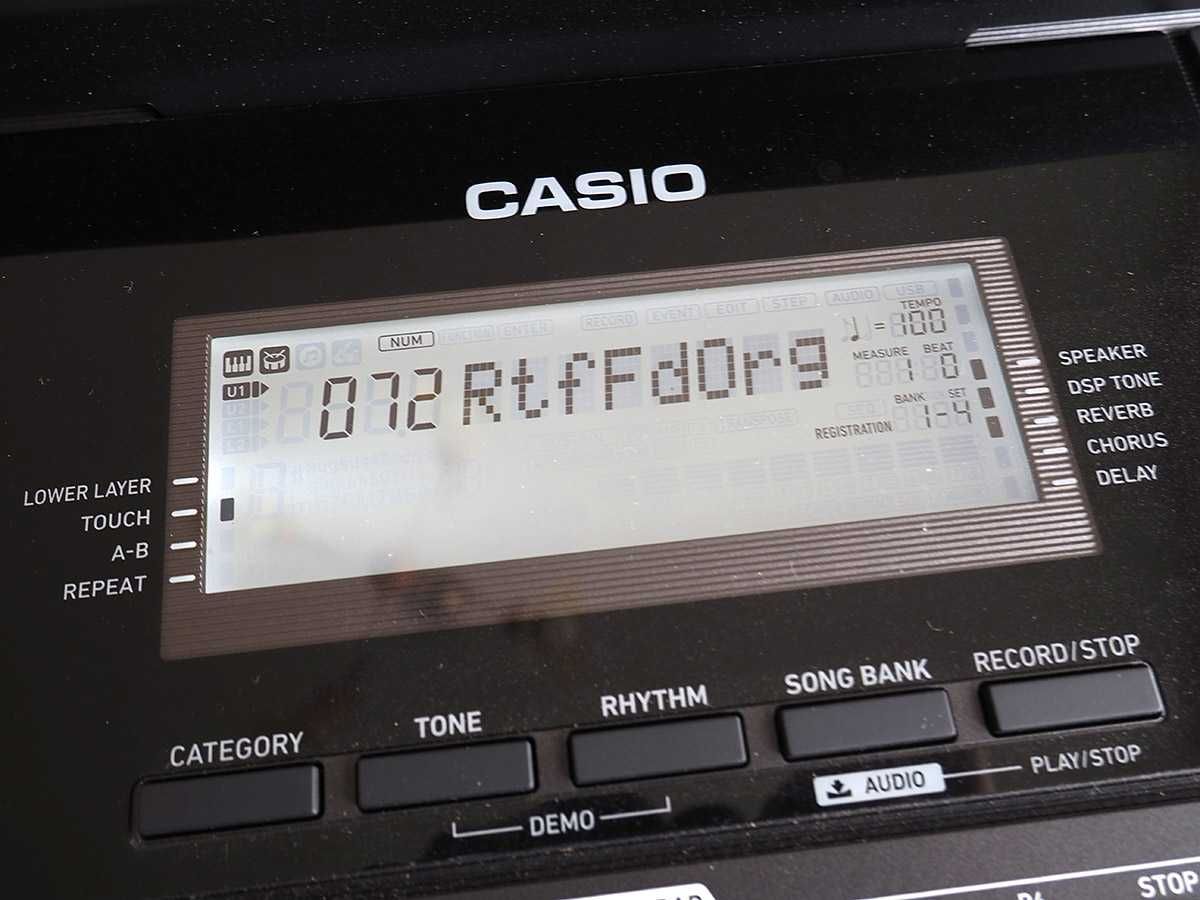 CASIO
RECORD EVENT EDIT STEP AUDIO USB
NUM FUNCTION ENTER
TEMPO
= 100
U1
072 RtfFdOrg
MEASURE BEAT
1 0
BANK SET
REGISTRATION 1-4
TRANSPOSE
SPEAKER
DSP TONE
REVERB
CHORUS
DELAY
LOWER LAYER
TOUCH
A-B
REPEAT
CATEGORY TONE RHYTHM SONG BANK RECORD/STOP
DEMO AUDIO PLAY/STOP
STOP